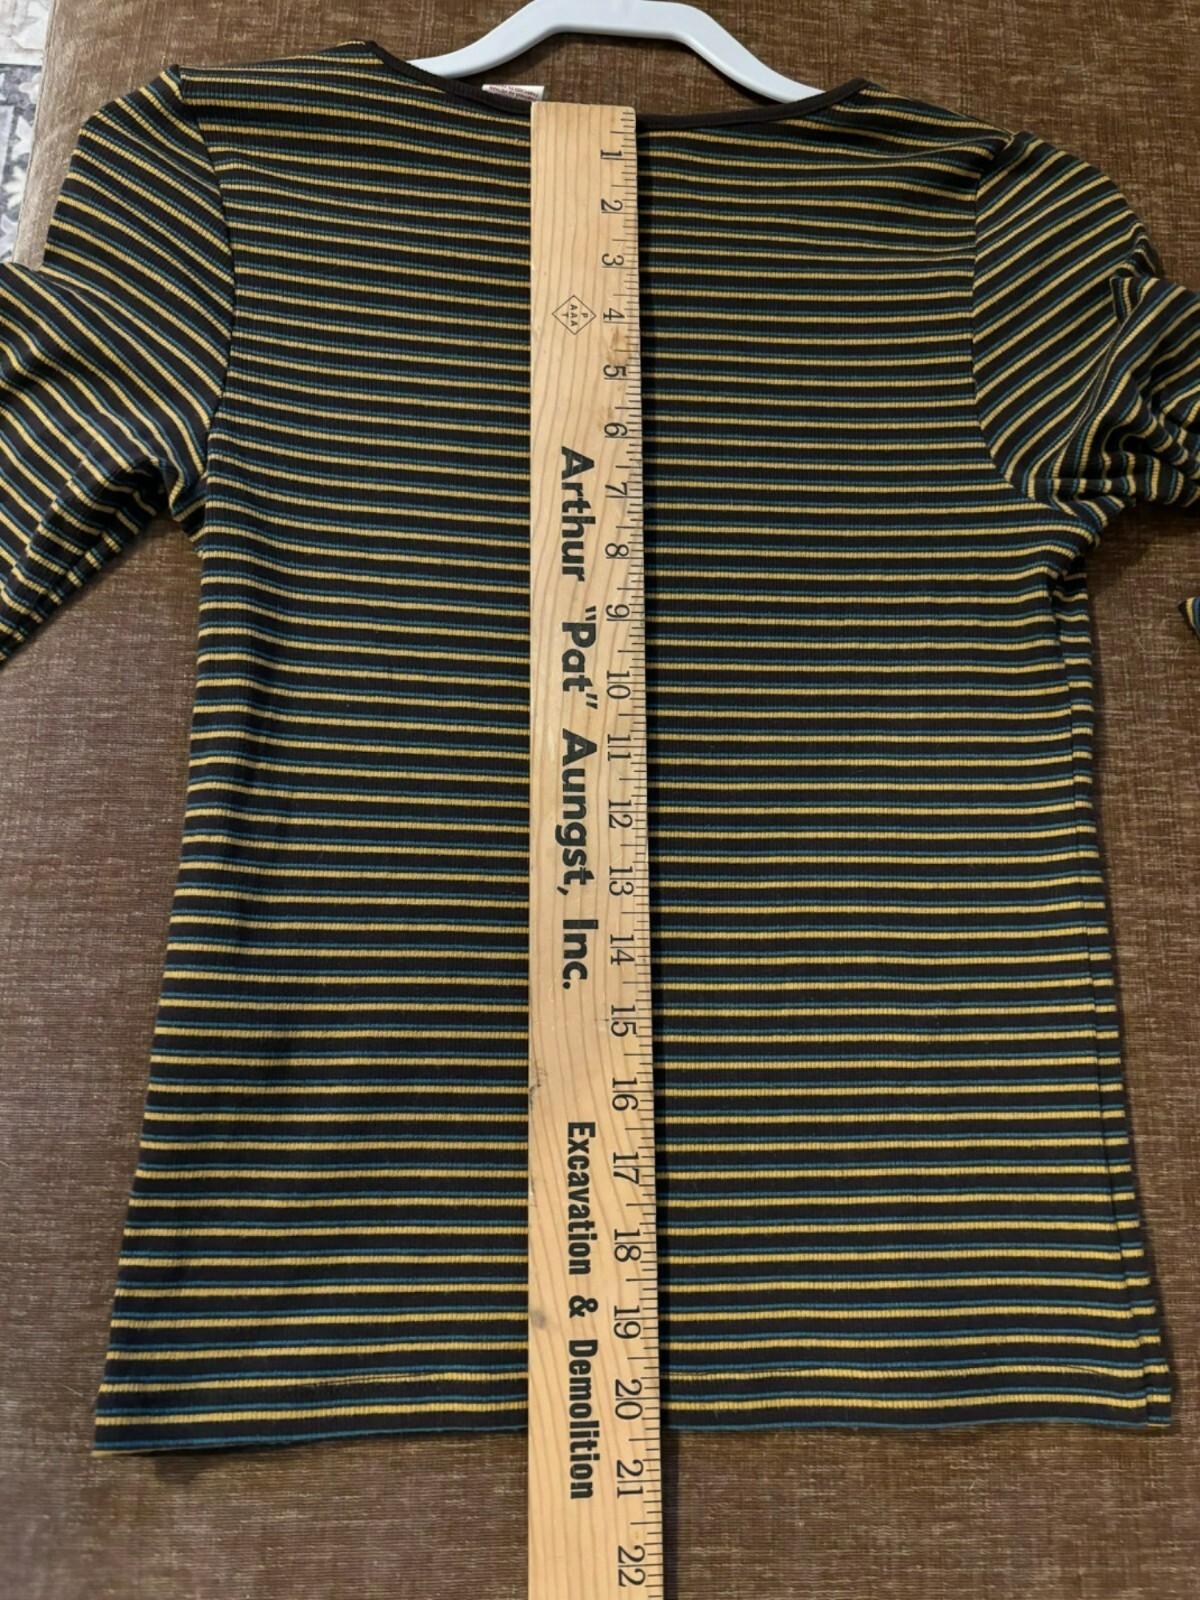 1 2 3 4 5 6 7 8 9 10 11 12 13 14 15 16 17 18 19 20 21 22
P
AAA
T
Arthur "Pat" Aungst, Inc.
Excavation & Demolition